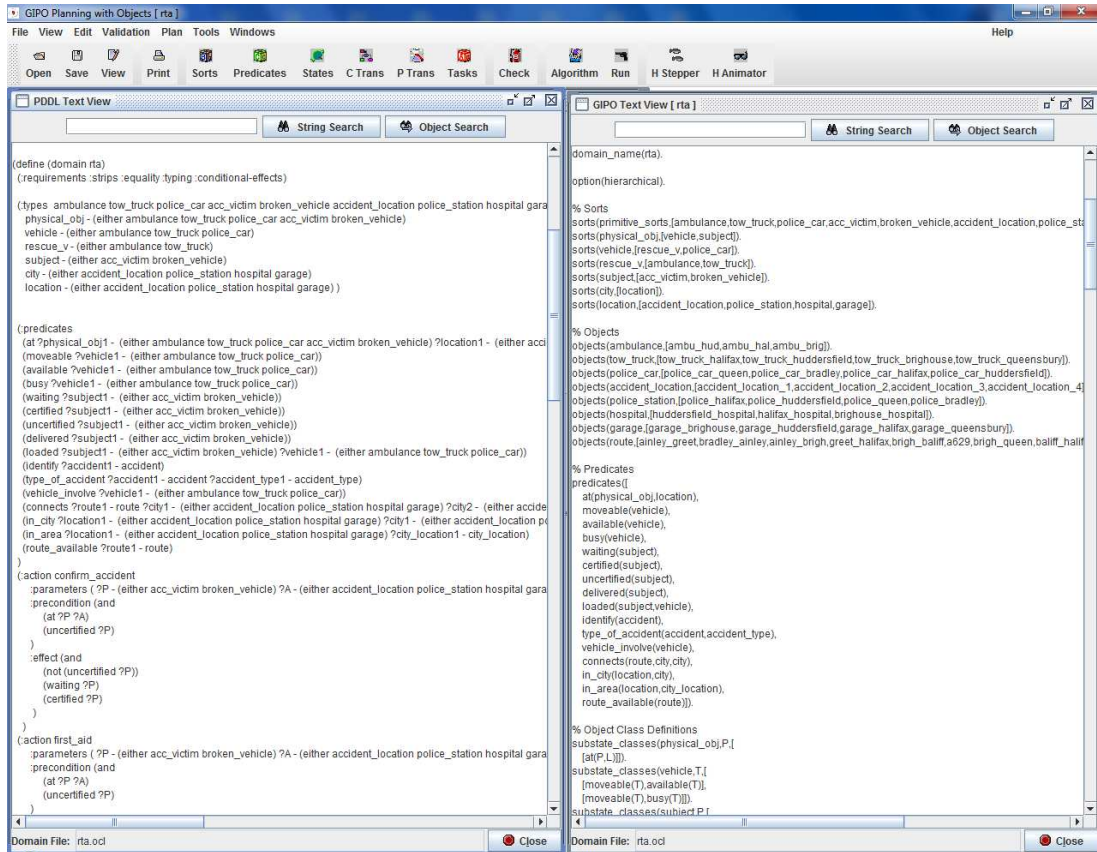 GIPO Planning with Objects [ rta ]
File View Edit Validation Plan Tools Windows Help
Open Save View Print Sorts Predicates States C Trans P Trans Tasks Check Algorithm Run H Stepper H Animator
PDDL Text View
String Search Object Search
(define (domain rta)
(:requirements :strips :equality :typing :conditional-effects)
(:types ambulance tow_truck police_car acc_victim broken_vehicle accident_location police_station hospital gara
physical_obj - (either ambulance tow_truck police_car acc_victim broken_vehicle)
vehicle - (either ambulance tow_truck police_car)
rescue_v - (either ambulance tow_truck)
subject - (either acc_victim broken_vehicle)
city - (either accident_location police_station hospital garage)
location - (either accident_location police_station hospital garage) )
(:predicates
(at ?physical_obj1 - (either ambulance tow_truck police_car acc_victim broken_vehicle) ?location1 - (either acci
(moveable ?vehicle1 - (either ambulance tow_truck police_car))
(available ?vehicle1 - (either ambulance tow_truck police_car))
(busy ?vehicle1 - (either ambulance tow_truck police_car))
(waiting ?subject1 - (either acc_victim broken_vehicle))
(certified ?subject1 - (either acc_victim broken_vehicle))
(uncertified ?subject1 - (either acc_victim broken_vehicle))
(delivered ?subject1 - (either acc_victim broken_vehicle))
(loaded ?subject1 - (either acc_victim broken_vehicle) ?vehicle1 - (either ambulance tow_truck police_car))
(identify ?accident1 - accident)
(type_of_accident ?accident1 - accident ?accident_type1 - accident_type)
(vehicle_involve ?vehicle1 - (either ambulance tow_truck police_car))
(connects ?route1 - route ?city1 - (either accident_location police_station hospital garage) ?city2 - (either accide
(in_city ?location1 - (either accident_location police_station hospital garage) ?city1 - (either accident_location po
(in_area ?location1 - (either accident_location police_station hospital garage) ?city_location1 - city_location)
(route_available ?route1 - route)
)
(:action confirm_accident
:parameters ( ?P - (either acc_victim broken_vehicle) ?A - (either accident_location police_station hospital gara
:precondition (and
(at ?P ?A)
(uncertified ?P)
)
:effect (and
(not (uncertified ?P))
(waiting ?P)
(certified ?P)
)
)
(:action first_aid
:parameters ( ?P - (either acc_victim broken_vehicle) ?A - (either accident_location police_station hospital gara
:precondition (and
(at ?P ?A)
(uncertified ?P)
)
Domain File: rta.ocl Close
GIPO Text View [ rta ]
String Search Object Search
domain_name(rta).
option(hierarchical).
% Sorts
sorts(primitive_sorts,[ambulance,tow_truck,police_car,acc_victim,broken_vehicle,accident_location,police_sta
sorts(physical_obj,[vehicle,subject]).
sorts(vehicle,[rescue_v,police_car]).
sorts(rescue_v,[ambulance,tow_truck]).
sorts(subject,[acc_victim,broken_vehicle]).
sorts(city,[location]).
sorts(location,[accident_location,police_station,hospital,garage]).
% Objects
objects(ambulance,[ambu_hud,ambu_hal,ambu_brig]).
objects(tow_truck,[tow_truck_halifax,tow_truck_huddersfield,tow_truck_brighouse,tow_truck_queensbury]).
objects(police_car,[police_car_queen,police_car_bradley,police_car_halifax,police_car_huddersfield]).
objects(accident_location,[accident_location_1,accident_location_2,accident_location_3,accident_location_4]
objects(police_station,[police_halifax,police_huddersfield,police_queen,police_bradley]).
objects(hospital,[huddersfield_hospital,halifax_hospital,brighouse_hospital]).
objects(garage,[garage_brighouse,garage_huddersfield,garage_halifax,garage_queensbury]).
objects(route,[ainley_greet,bradley_ainley,ainley_brigh,greet_halifax,brigh_baliff,a629,brigh_queen,baliff_halif
% Predicates
predicates([
at(physical_obj,location),
moveable(vehicle),
available(vehicle),
busy(vehicle),
waiting(subject),
certified(subject),
uncertified(subject),
delivered(subject),
loaded(subject,vehicle),
identify(accident),
type_of_accident(accident,accident_type),
vehicle_involve(vehicle),
connects(route,city,city),
in_city(location,city),
in_area(location,city_location),
route_available(route)]).
% Object Class Definitions
substate_classes(physical_obj,P,[
[at(P,L)]]).
substate_classes(vehicle,T,[
[moveable(T),available(T)],
[moveable(T),busy(T)]]).
substate_classes(subject,P,[
Domain File: rta.ocl Close